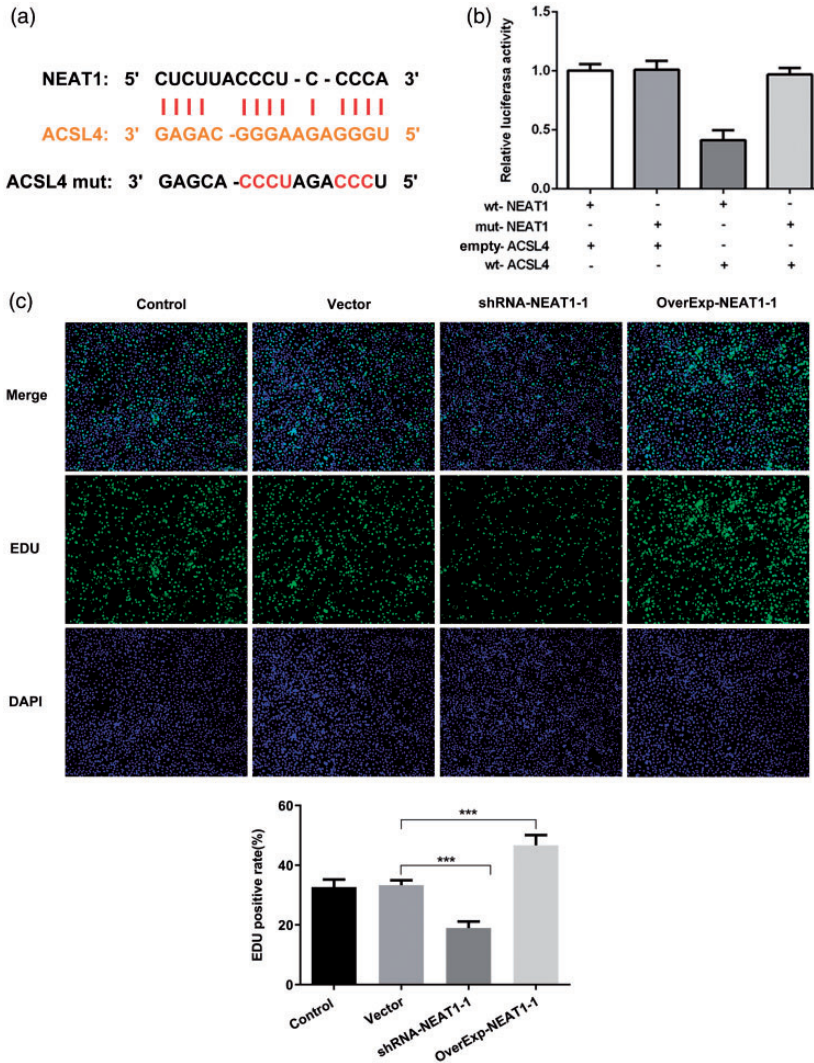 (a)
NEAT1: 5' CUCUUACCCU - C - CCCA 3'
ACSL4: 3' GAGAC -GGGAAGAGGGU 5'
ACSL4 mut: 3' GAGCA -CCCUAGACCCU 5'
(b)
Relative luciferasa activity
1.5
1.0
0.5
0.0
wt- NEAT1 + - + -
mut- NEAT1 - + - +
empty- ACSL4 + + - -
wt- ACSL4 - - + +
(c)
Control Vector shRNA-NEAT1-1 OverExp-NEAT1-1
Merge
EDU
DAPI
EDU positive rate(%)
60
40
20
0
***
***
Control Vector shRNA-NEAT1-1 OverExp-NEAT1-1